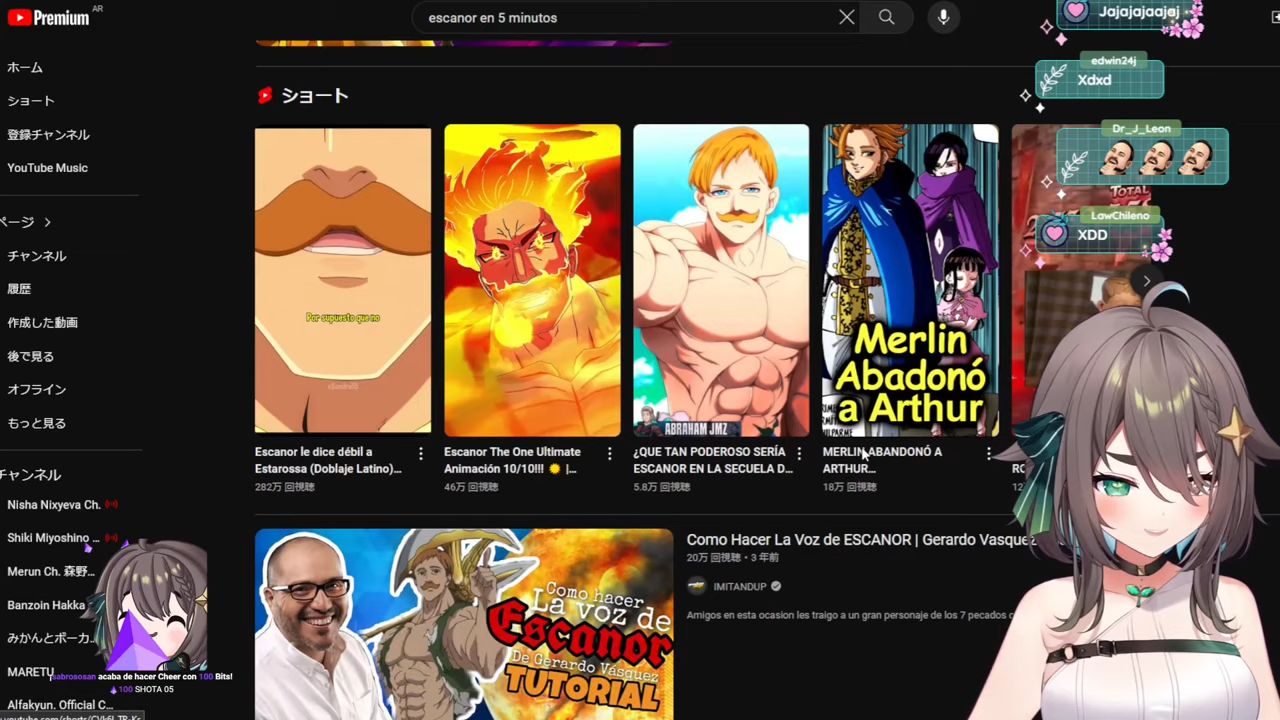 Premium
AR
escanor en 5 minutos
ホーム
ショート
登録チャンネル
YouTube Music
ページ
チャンネル
履歴
作成した動画
後で見る
オフライン
もっと見る
チャンネル
Nisha Nixyeva Ch.
Shiki Miyoshino ...
Merun Ch. 森野...
Banzoin Hakka
みかんとポーカ
MARETU
Alfakyun. Official C...
sabrososan acaba de hacer Cheer con 100 Bits!
100 SHOTA 05
ショート
Por supuesto que no
Escanor le dice débil a
Estarossa (Doblaje Latino)...
282万 回視聴
Escanor The One Ultimate
Animación 10/10!!! 🌟 |...
46万 回視聴
ABRAHAM JMZ
¿QUE TAN PODEROSO SERÍA
ESCANOR EN LA SECUELA D...
5.8万 回視聴
Merlin
Abadonó
a Arthur
MERLIN ABANDONÓ A
ARTHUR...
18万 回視聴
TOTAL
Como hacer
La voz de
Escanor
De Gerardo Vásquez
TUTORIAL
Como Hacer La Voz de ESCANOR | Gerardo Vasquez
20万 回視聴・3 年前
IMITANDUP
Amigos en esta ocasion les traigo a un gran personaje de los 7 pecados
Jajajajaajaj
edwin24j
Xdxd
Dr_J_Leon
LawChileno
XDD